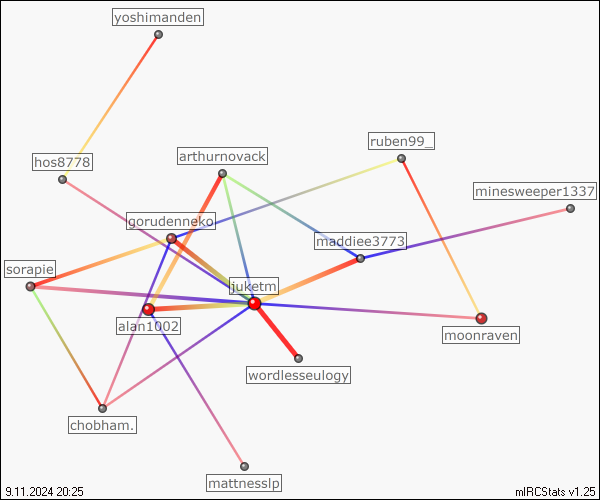 yoshimanden
ruben99_
arthurnovack
hos8778
minesweeper1337
gorudenneko
maddiee3773
sorapie
juketm
alan1002
moonraven
wordlesseulogy
chobham.
mattnesslp
9.11.2024 20:25
mIRCStats v1.25